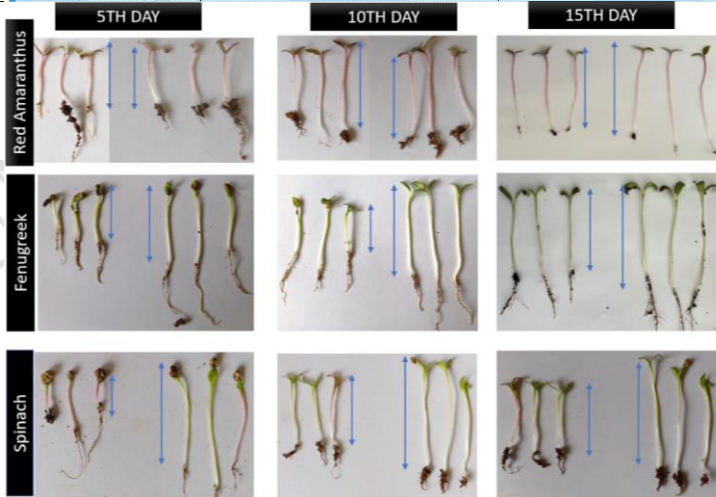 5TH DAY
10TH DAY
15TH DAY
Red Amaranthus
Fenugreek
Spinach